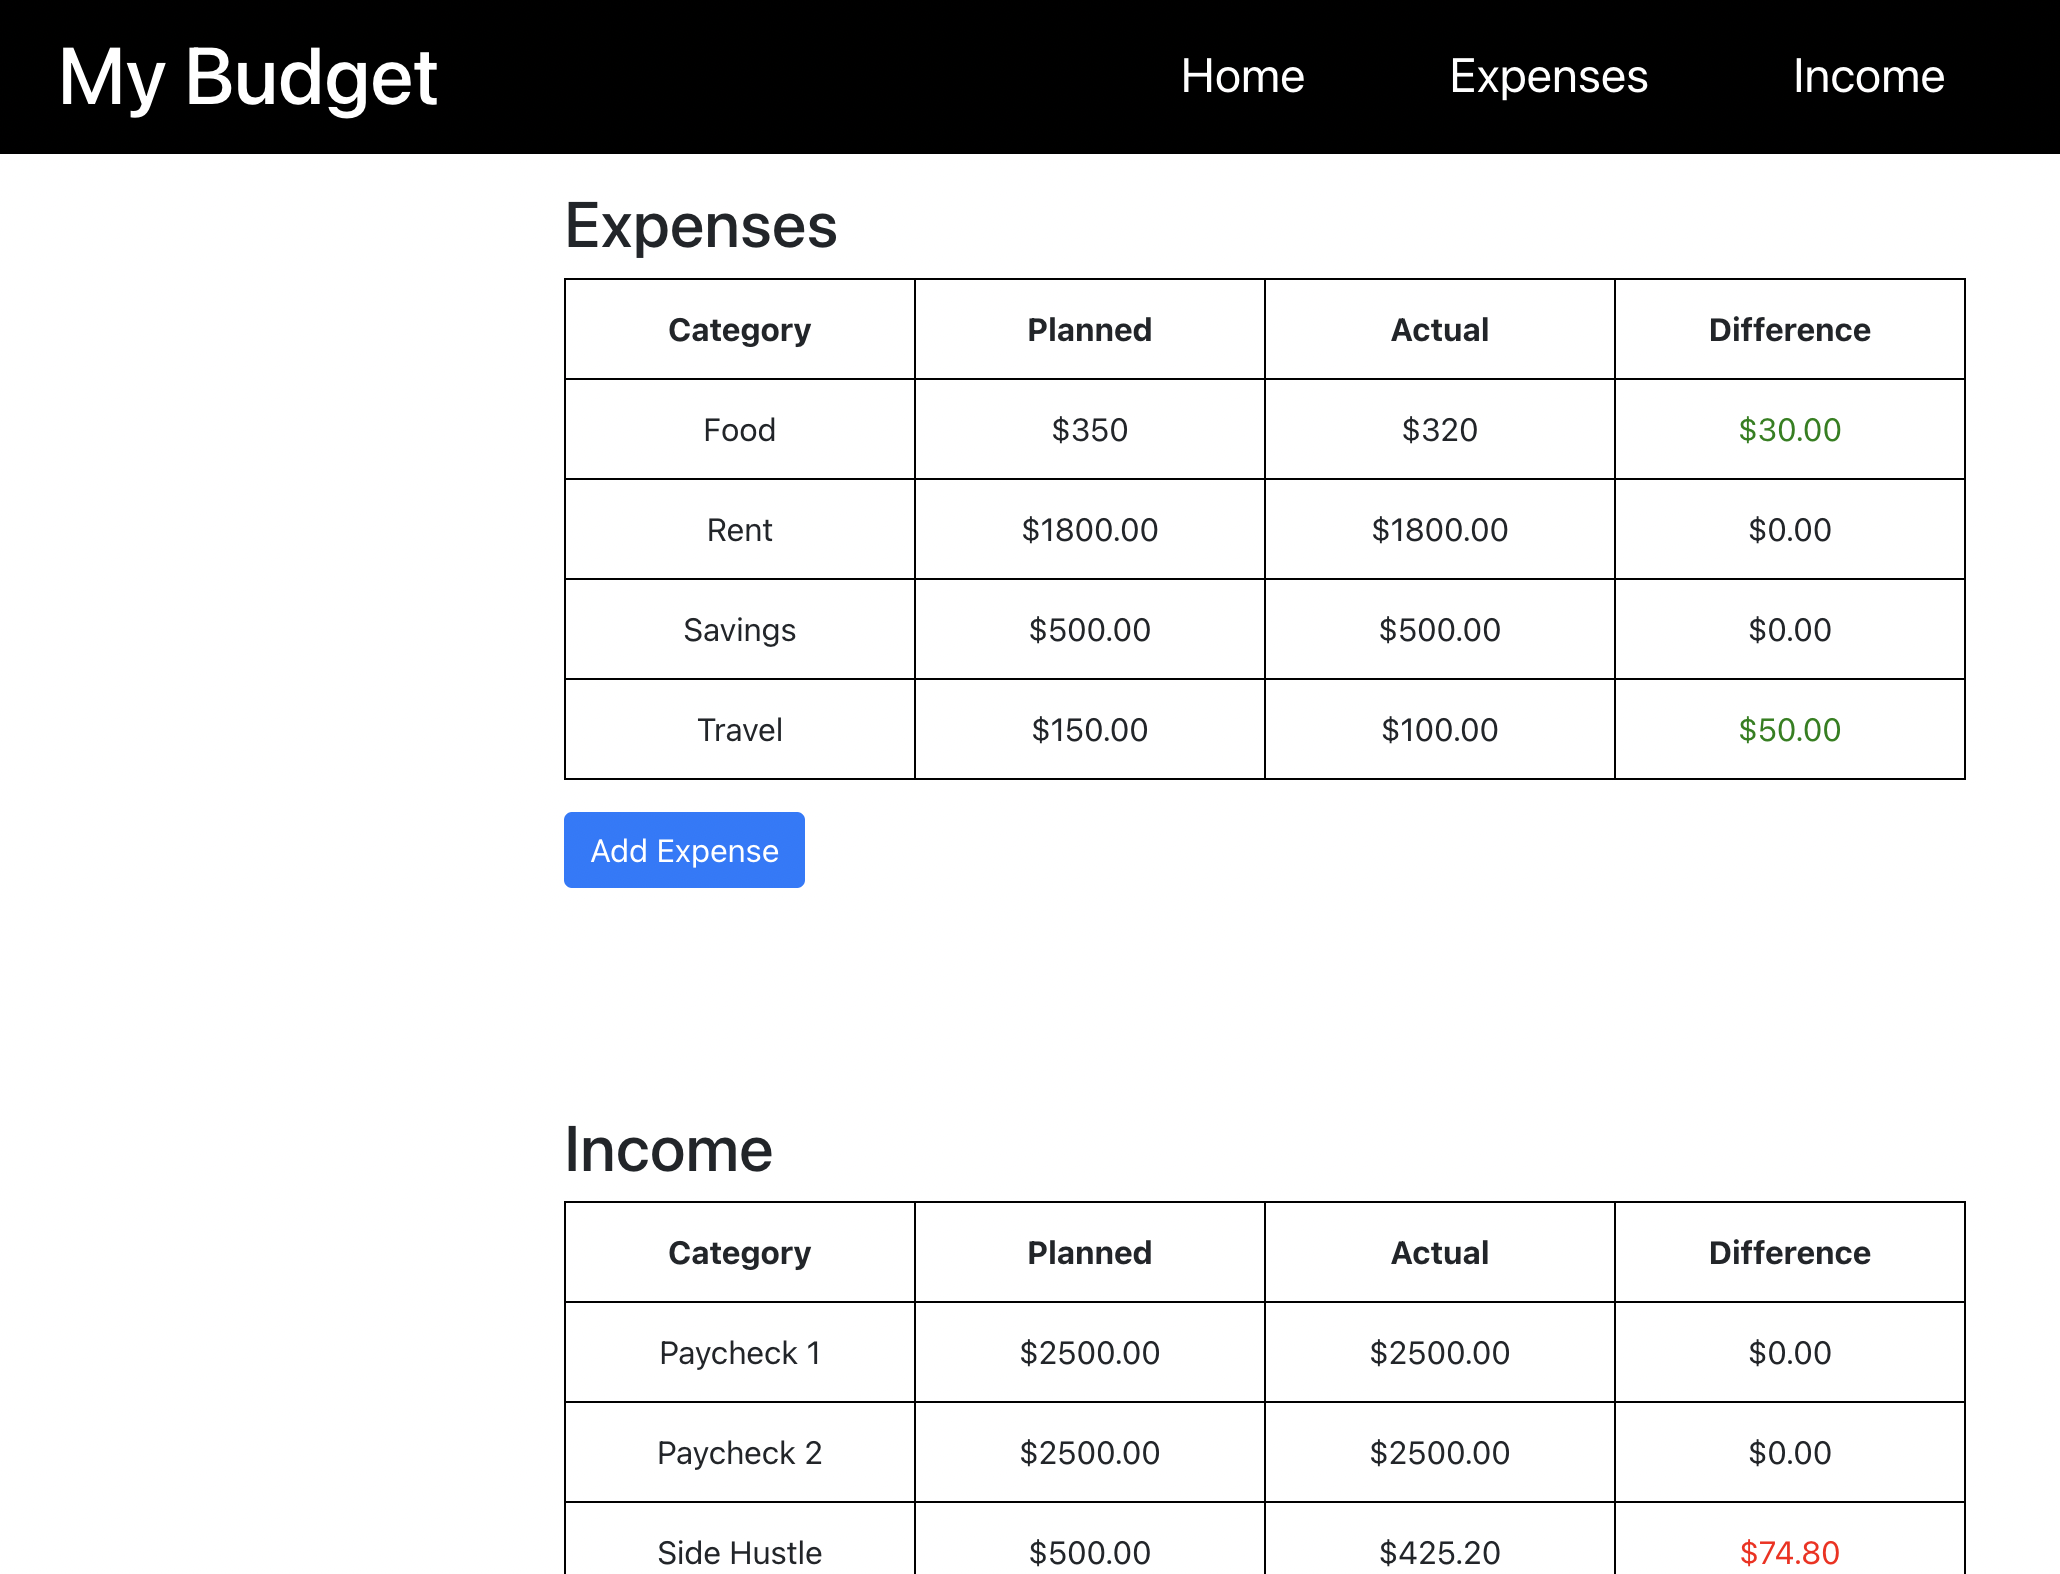 My Budget Home Expenses Income
Expenses
Category Planned Actual Difference
Food $350 $320 $30.00
Rent $1800.00 $1800.00 $0.00
Savings $500.00 $500.00 $0.00
Travel $150.00 $100.00 $50.00
Add Expense
Income
Category Planned Actual Difference
Paycheck 1 $2500.00 $2500.00 $0.00
Paycheck 2 $2500.00 $2500.00 $0.00
Side Hustle $500.00 $425.20 $74.80